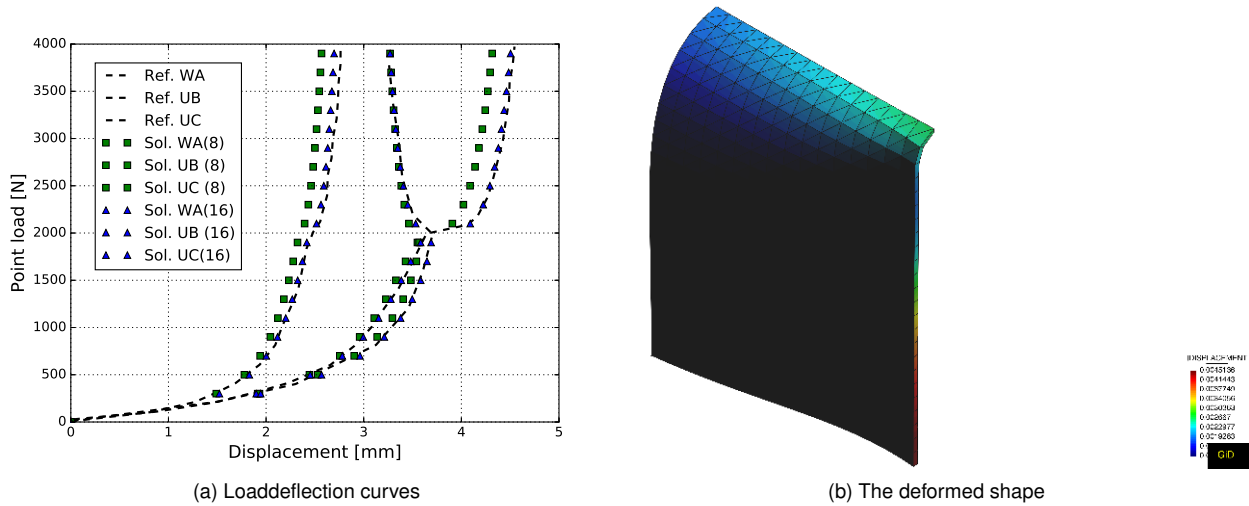 4000
3500
3000
2500
2000
1500
1000
500
0
Point load [N]
Ref. WA
Ref. UB
Ref. UC
Sol. WA(8)
Sol. UB (8)
Sol. UC (8)
Sol. WA(16)
Sol. UB (16)
Sol. UC(16)
0 1 2 3 4 5
Displacement [mm]
(a) Loaddeflection curves
|DISPLACEMENT|
0.0045136
0.0041443
0.0022977
GiD
(b) The deformed shape